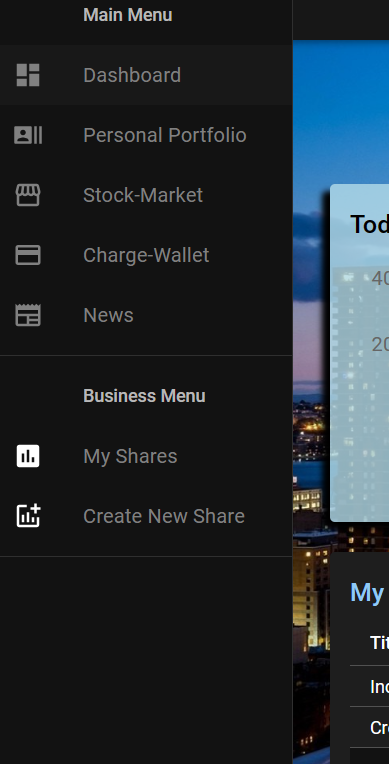 Main Menu
Dashboard
Personal Portfolio
Stock-Market
Charge-Wallet
News
Business Menu
My Shares
Create New Share
Tod
40
20
My
Tit
Inc
Cre